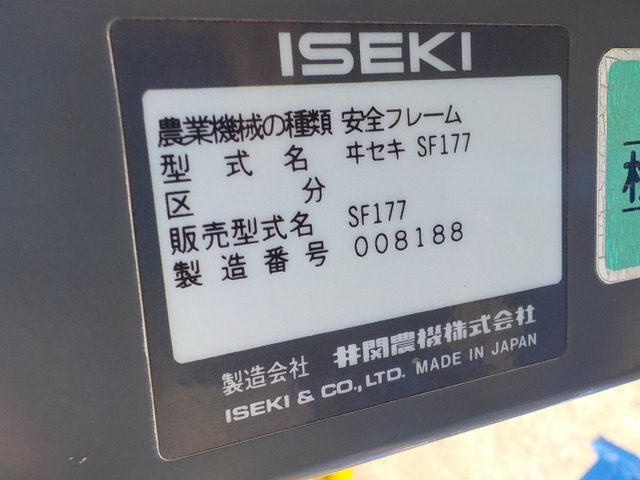 ISEKI
農業機械の種類 安全フレーム
型式名 ヰセキ SF177
区分
販売型式名 SF177
製造番号 008188
製造会社 井関農機株式会社
ISEKI & CO., LTD. MADE IN JAPAN